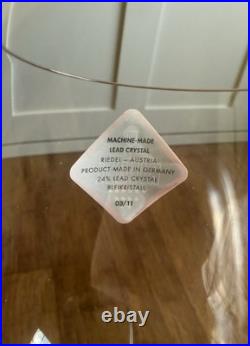 MACHINE-MADE
LEAD CRYSTAL
RIEDEL – AUSTRIA
PRODUCT MADE IN GERMANY
24% LEAD CRYSTAL
BLEIKRISTALL
03/11